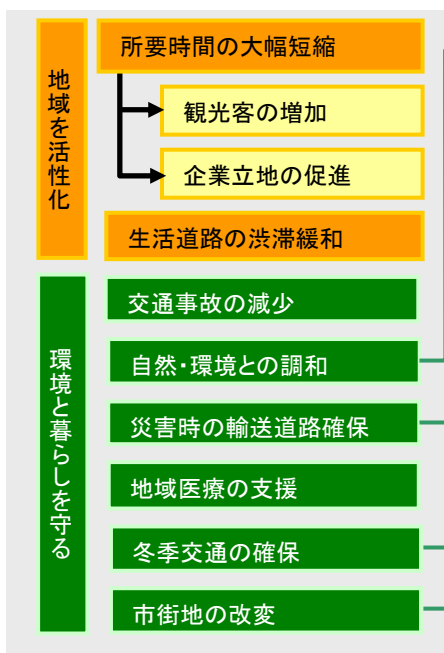 地域を活性化
所要時間の大幅短縮
観光客の増加
企業立地の促進
生活道路の渋滞緩和
環境と暮らしを守る
交通事故の減少
自然・環境との調和
災害時の輸送道路確保
地域医療の支援
冬季交通の確保
市街地の改変